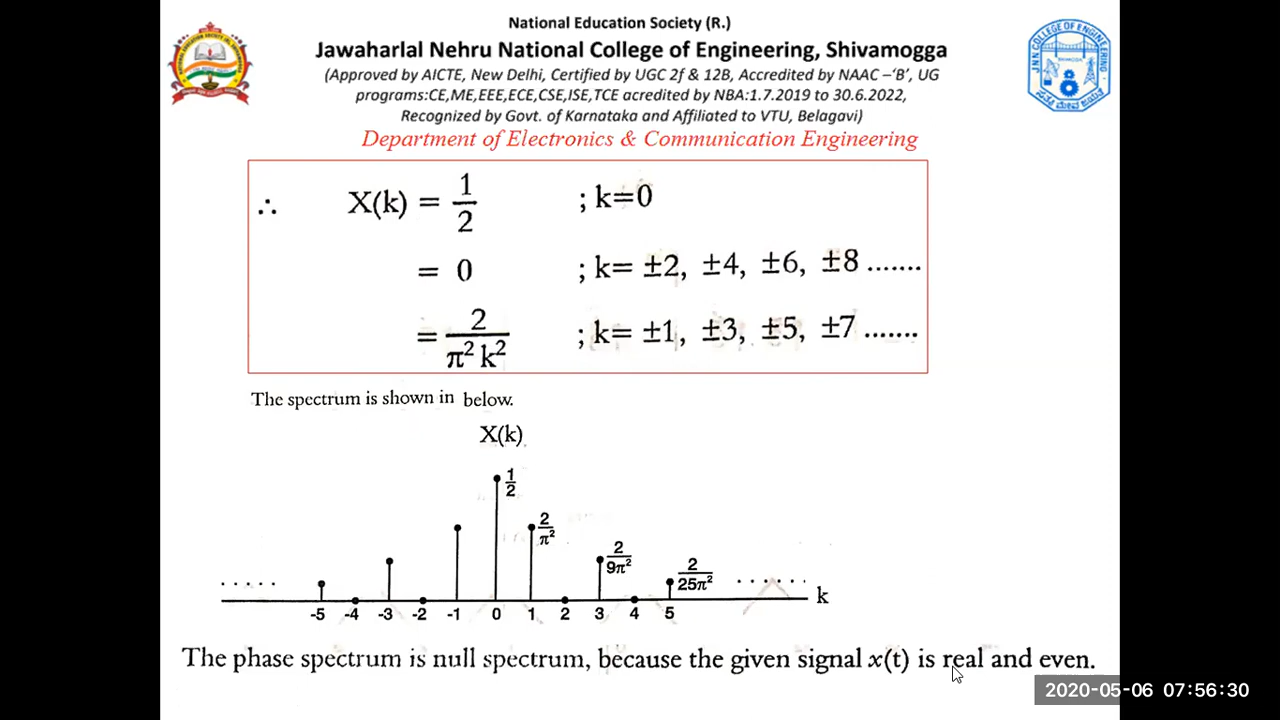 National Education Society (R.)
Jawaharlal Nehru National College of Engineering, Shivamogga
(Approved by AICTE, New Delhi, Certified by UGC 2f & 12B, Accredited by NAAC –‘B’, UG
programs:CE,ME,EEE,ECE,CSE,ISE,TCE acredited by NBA:1.7.2019 to 30.6.2022,
Recognized by Govt. of Karnataka and Affiliated to VTU, Belagavi)
Department of Electronics & Communication Engineering
∴ X(k) = 1/2 ; k=0
= 0 ; k= ±2, ±4, ±6, ±8 .......
= 2/π² k² ; k= ±1, ±3, ±5, ±7 .......
The spectrum is shown in below.
X(k)
1/2
2/π²
2/9π²
2/25π²
k
-5 -4 -3 -2 -1 0 1 2 3 4 5
The phase spectrum is null spectrum, because the given signal x(t) is real and even.
2020-05-06 07:56:30